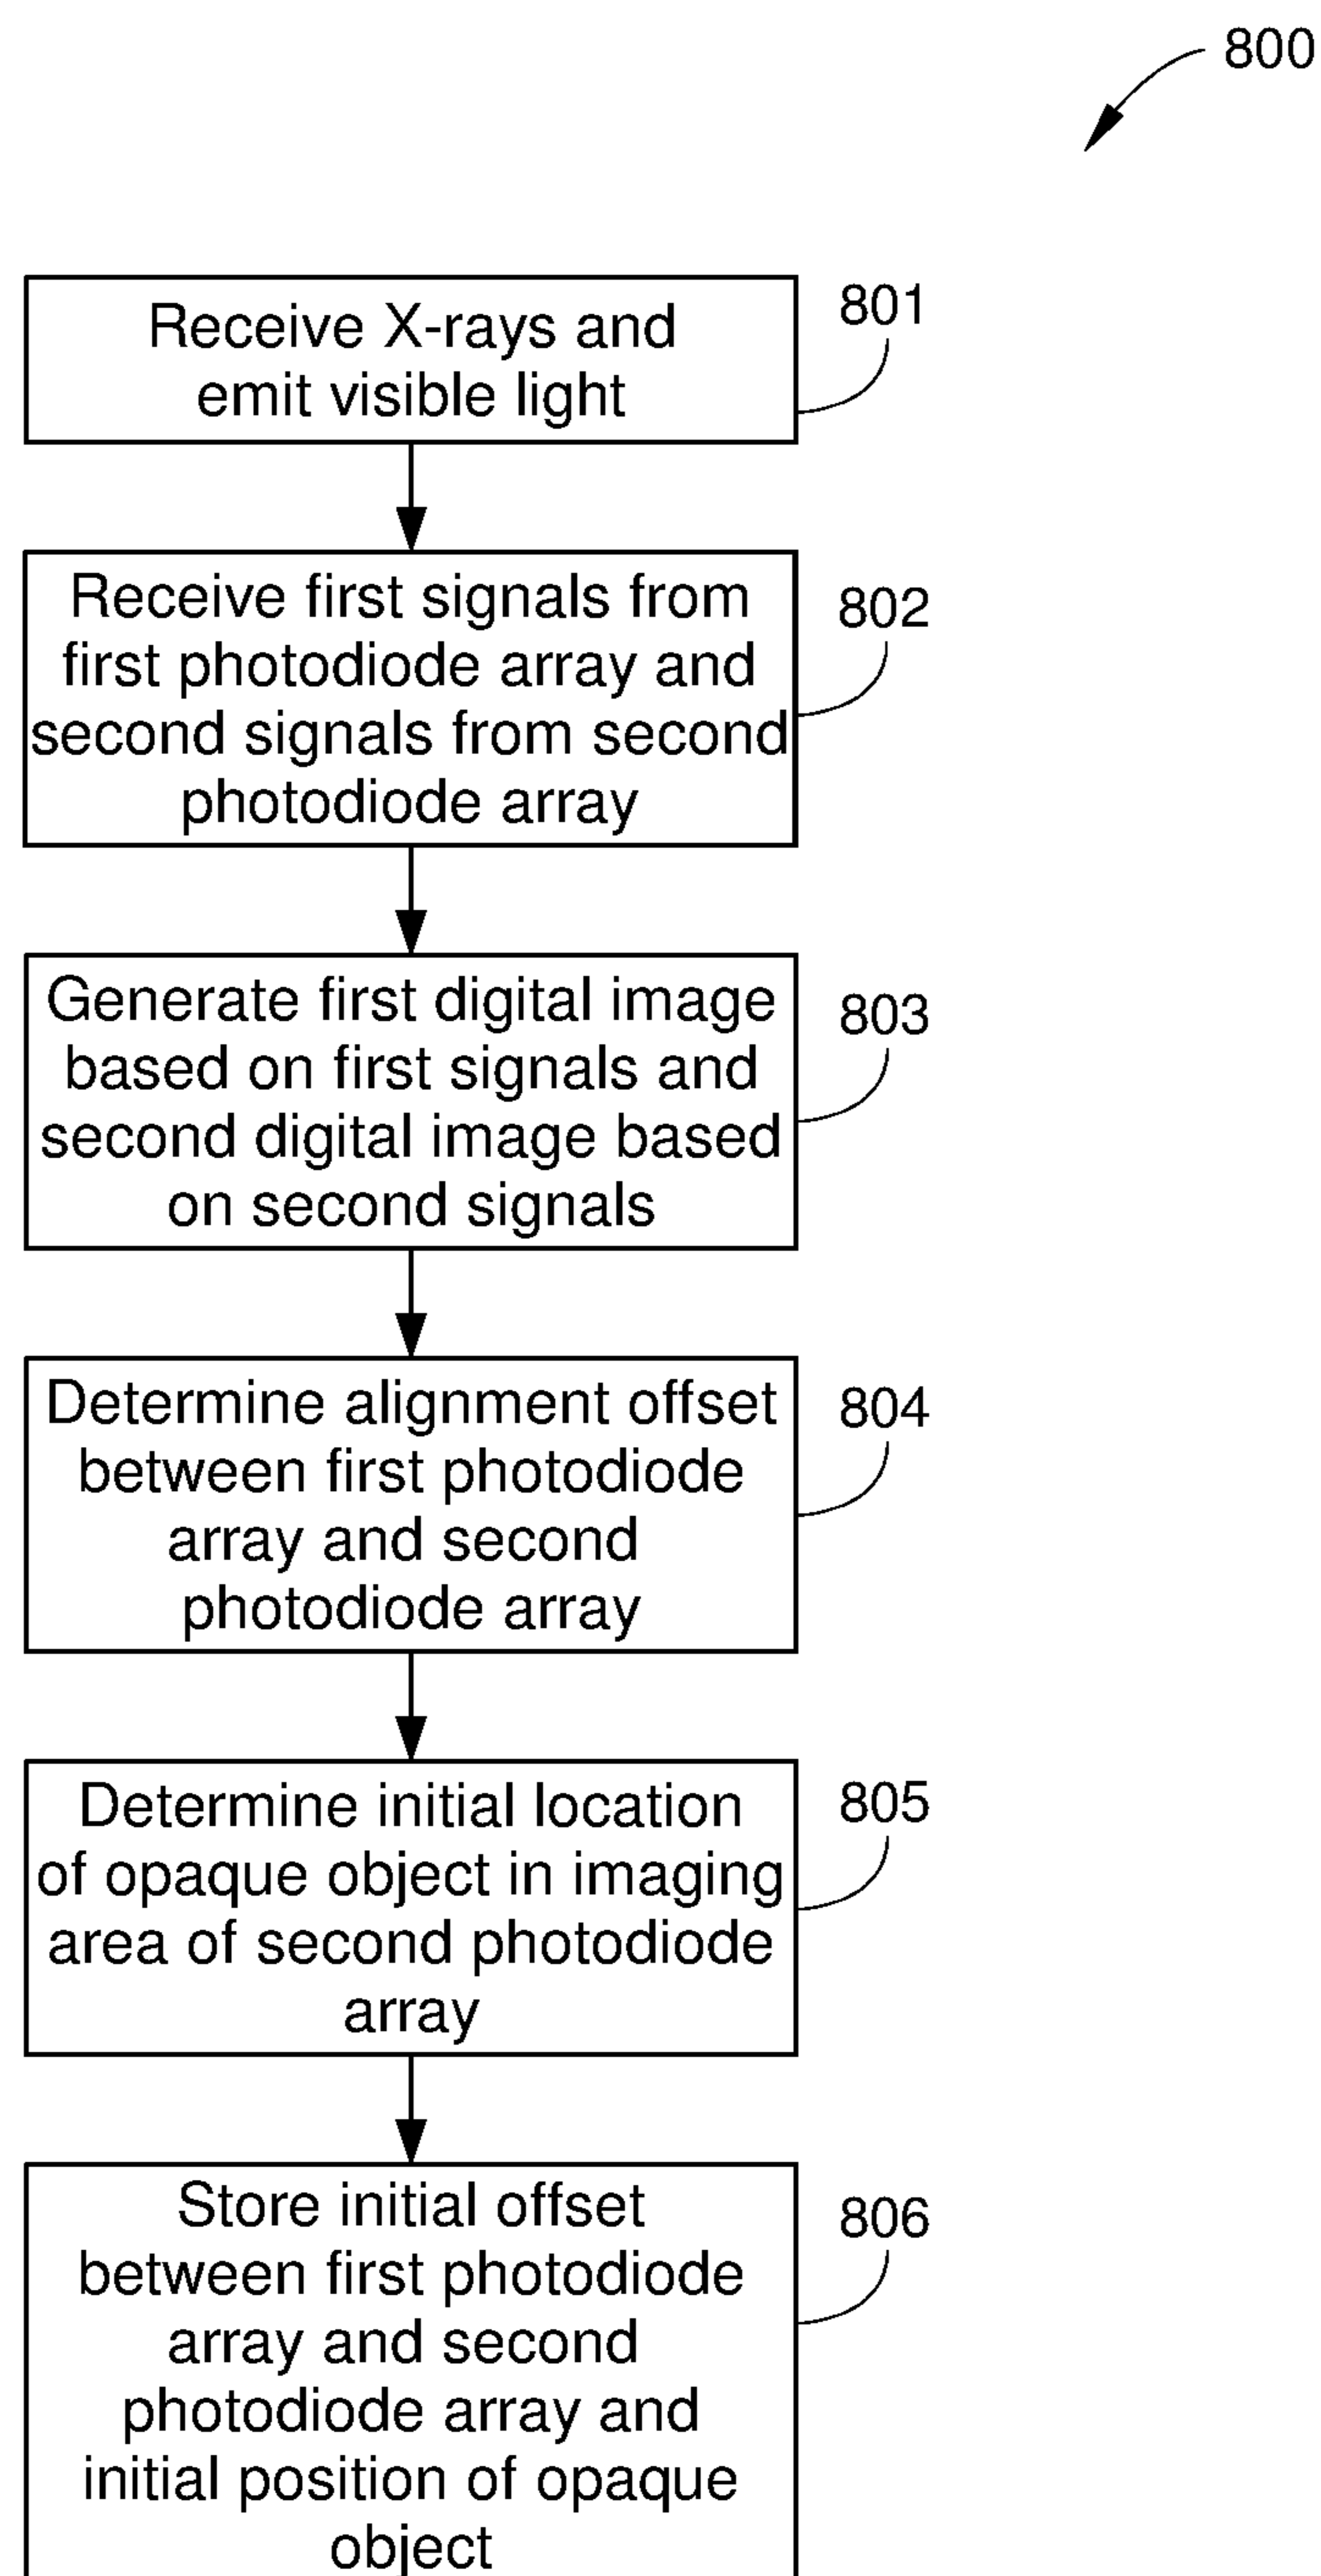 800
Receive X-rays and
emit visible light
801
Receive first signals from
first photodiode array and
second signals from second
photodiode array
802
Generate first digital image
based on first signals and
second digital image based
on second signals
803
Determine alignment offset
between first photodiode
array and second
photodiode array
804
Determine initial location
of opaque object in imaging
area of second photodiode
array
805
Store initial offset
between first photodiode
array and second
photodiode array and
initial position of opaque
object
806